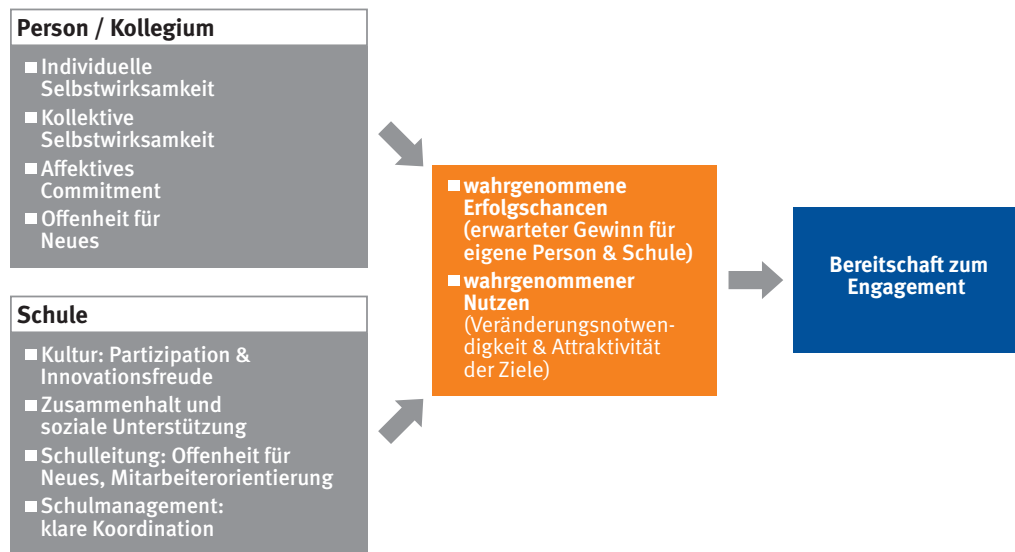 Person / Kollegium
Individuelle
Selbstwirksamkeit
Kollektive
Selbstwirksamkeit
Affektives
Commitment
Offenheit für
Neues
Schule
Kultur: Partizipation &
Innovationsfreude
Zusammenhalt und
soziale Unterstützung
Schulleitung: Offenheit für
Neues, Mitarbeiterorientierung
Schulmanagement:
klare Koordination
wahrgenommene
Erfolgschancen
(erwarteter Gewinn für
eigene Person & Schule)
wahrgenommener
Nutzen
(Veränderungsnotwen-
digkeit & Attraktivität
der Ziele)
Bereitschaft zum
Engagement